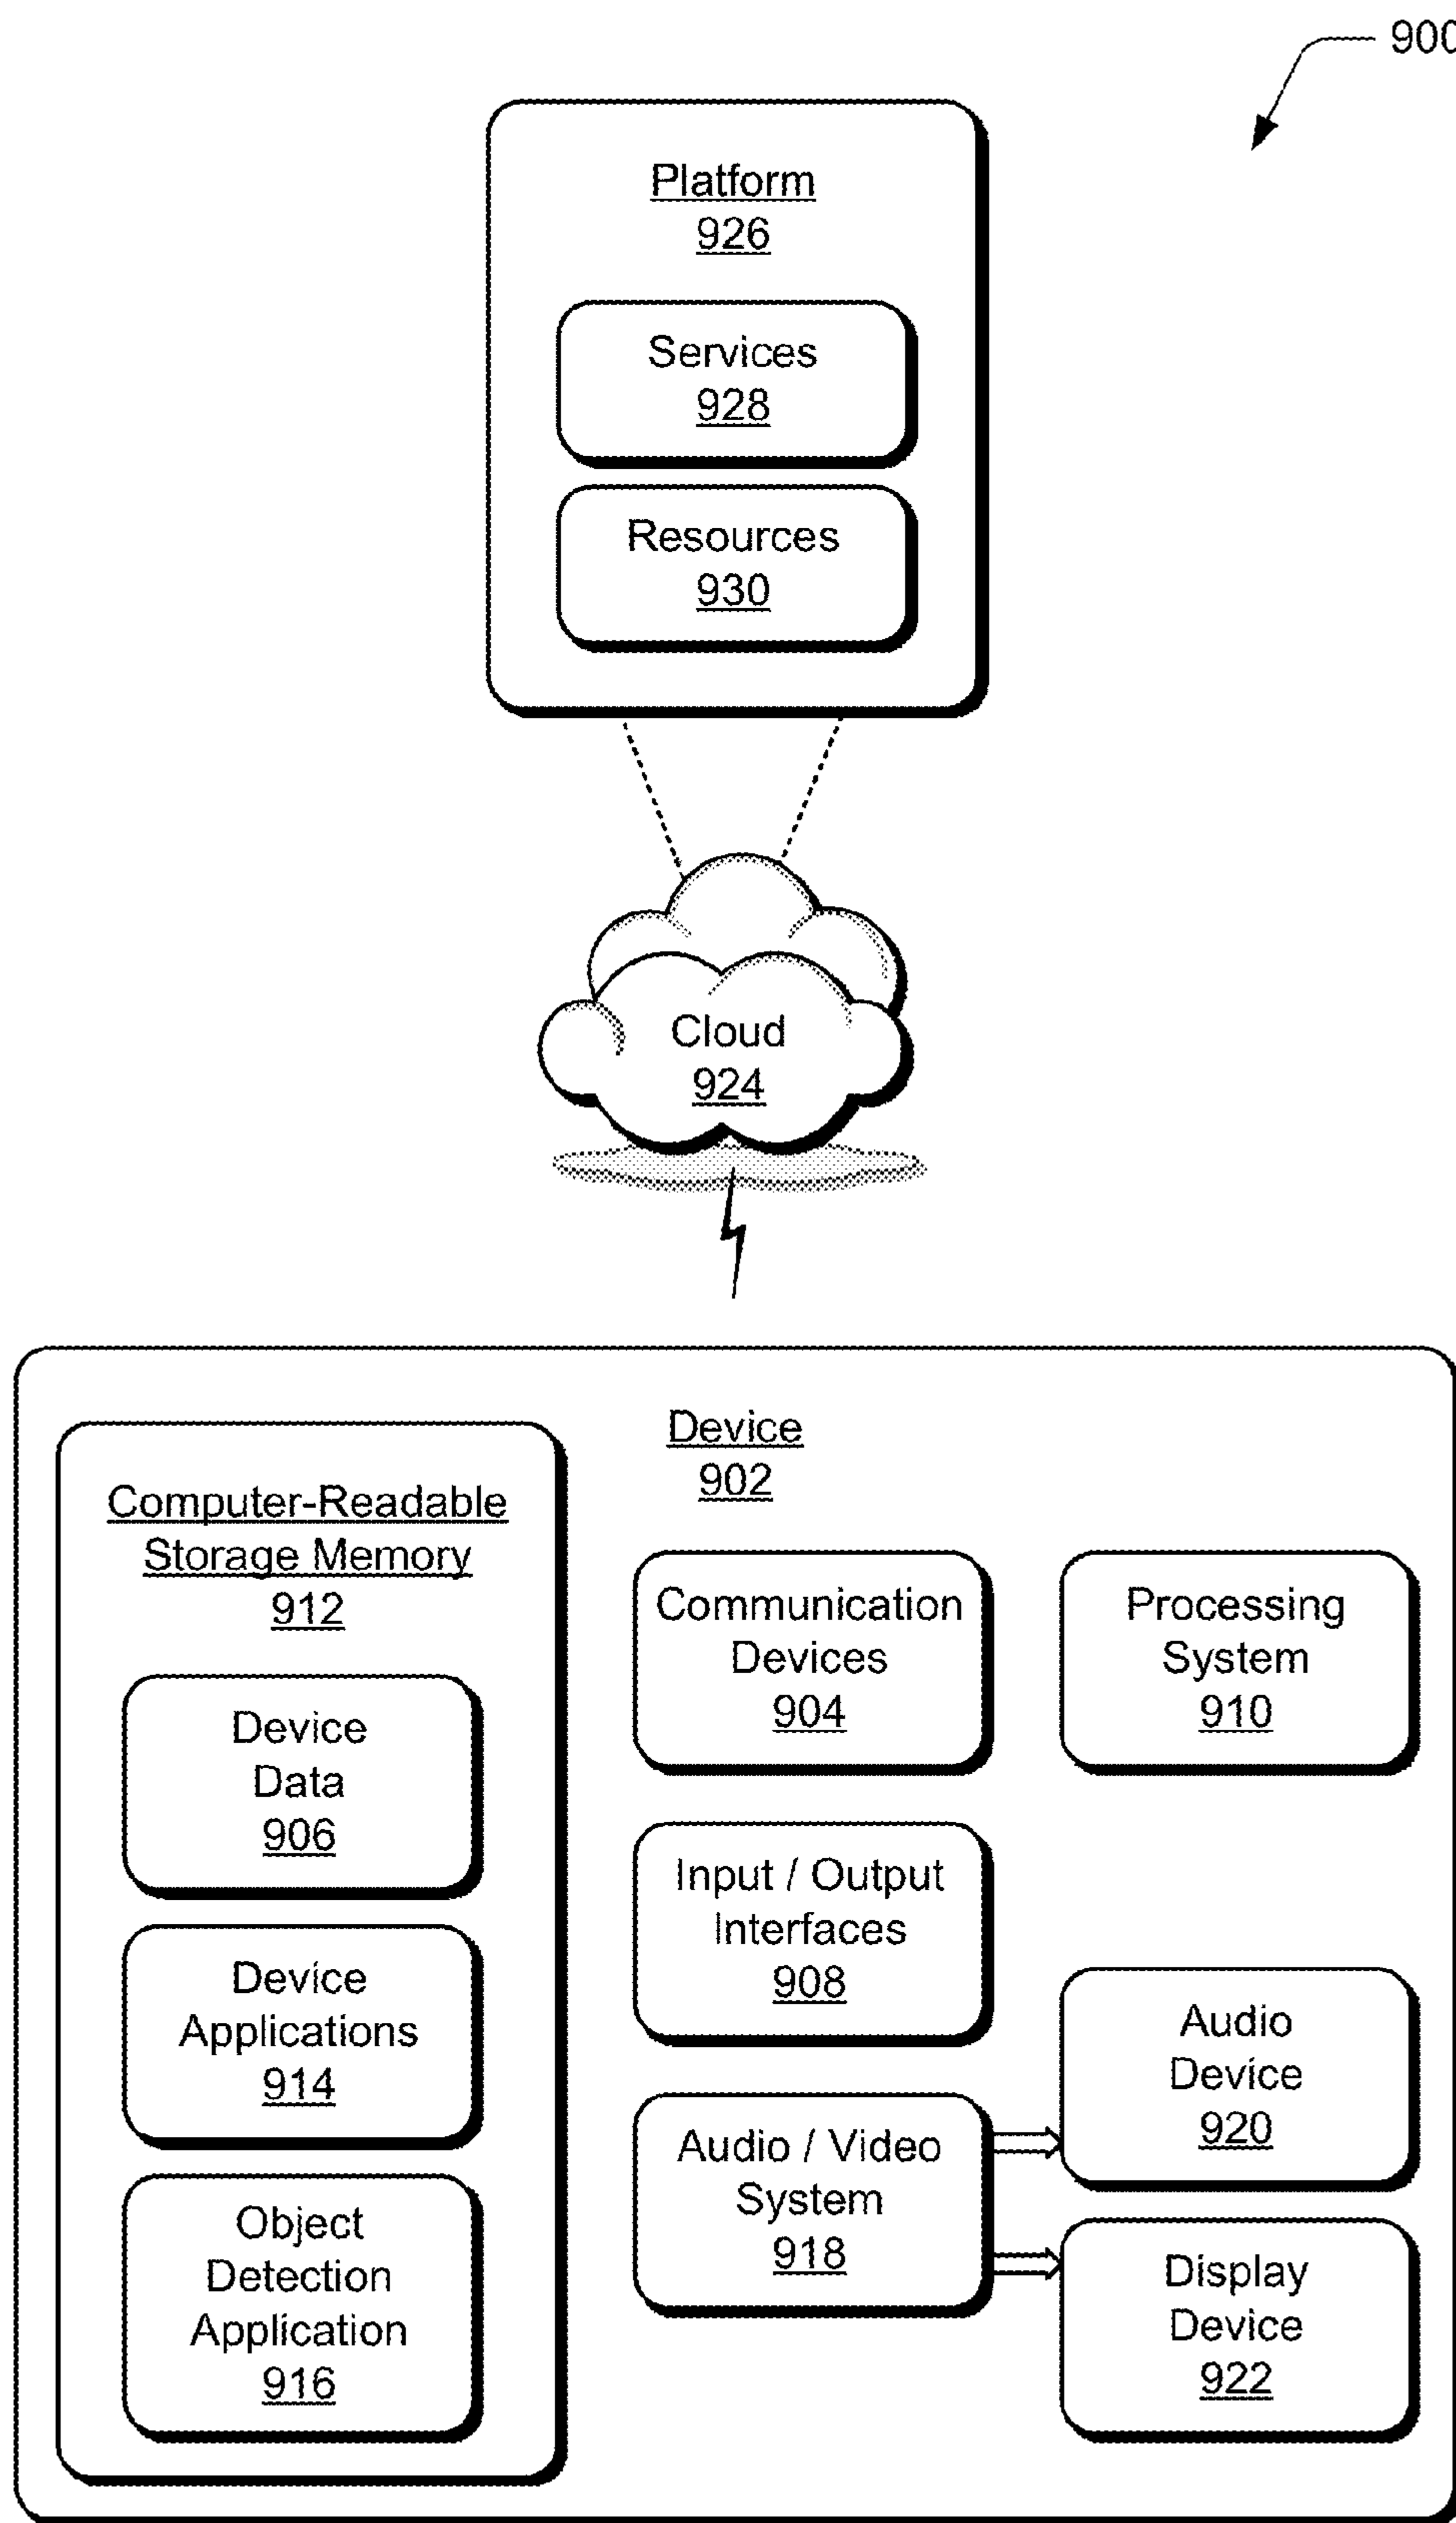 900
Platform
926
Services
928
Resources
930
Cloud
924
Device
902
Computer-Readable
Storage Memory
912
Device
Data
906
Device
Applications
914
Object
Detection
Application
916
Communication
Devices
904
Processing
System
910
Input / Output
Interfaces
908
Audio / Video
System
918
Audio
Device
920
Display
Device
922